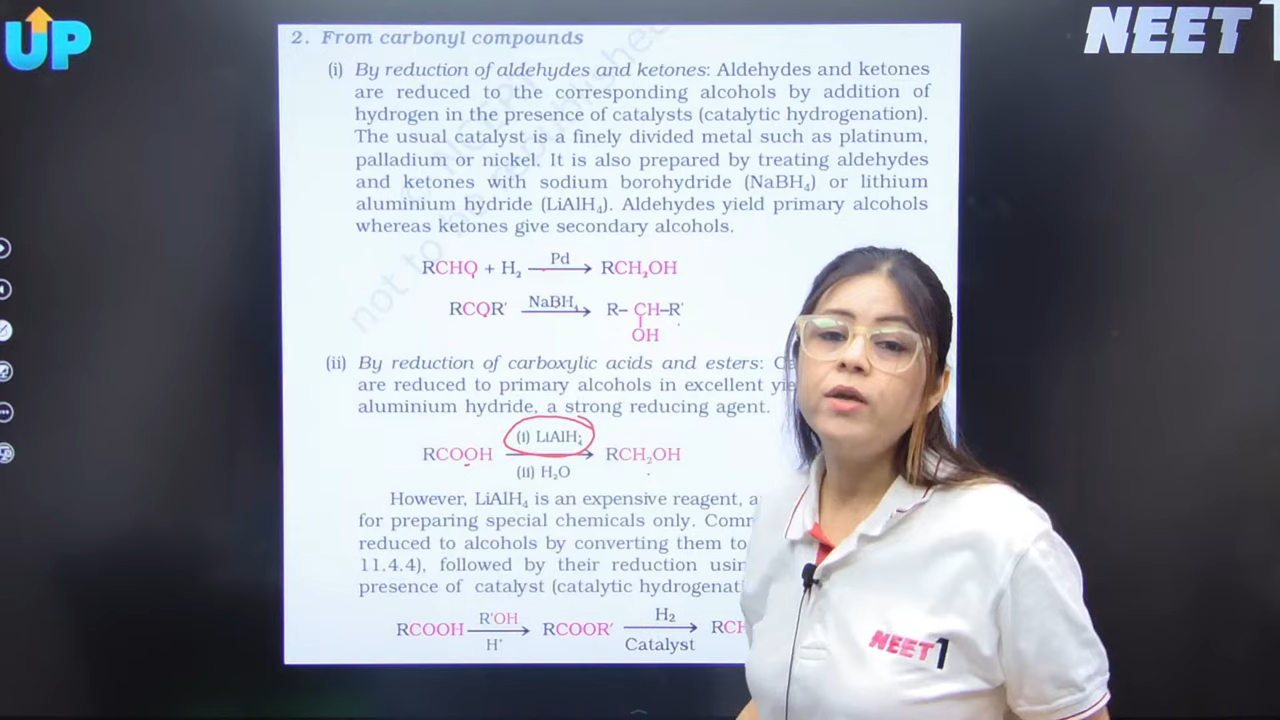 UP
NEET 1
2. From carbonyl compounds
(i) By reduction of aldehydes and ketones: Aldehydes and ketones
are reduced to the corresponding alcohols by addition of
hydrogen in the presence of catalysts (catalytic hydrogenation).
The usual catalyst is a finely divided metal such as platinum,
palladium or nickel. It is also prepared by treating aldehydes
and ketones with sodium borohydride (NaBH₄) or lithium
aluminium hydride (LiAlH₄). Aldehydes yield primary alcohols
whereas ketones give secondary alcohols.
Pd
RCHO + H₂ → RCH₂OH
NaBH₄
RCOR' → R– CH–R'
OH
(ii) By reduction of carboxylic acids and esters:
are reduced to primary alcohols in excellent
aluminium hydride, a strong reducing agent.
(i) LiAlH₄
RCOOH → RCH₂OH
(ii) H₂O
However, LiAlH₄ is an expensive reagent,
for preparing special chemicals only.
reduced to alcohols by converting them to
11.4.4), followed by their reduction
presence of catalyst (catalytic
R'OH H₂
RCOOH → RCOOR' →
H⁺ Catalyst
not to be
NEET1